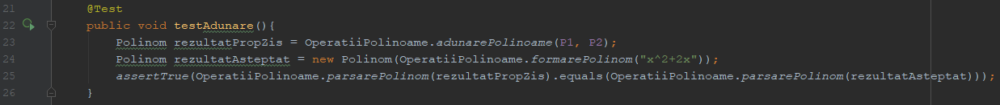 21 @Test
22 public void testAdunare(){
23 Polinom rezultatPropZis = OperatiiPolinoame.adunarePolinoame(P1, P2);
24 Polinom rezultatAsteptat = new Polinom(OperatiiPolinoame.formarePolinom("x^2+2x"));
25 assertTrue(OperatiiPolinoame.parsarePolinom(rezultatPropZis).equals(OperatiiPolinoame.parsarePolinom(rezultatAsteptat)));
26 }